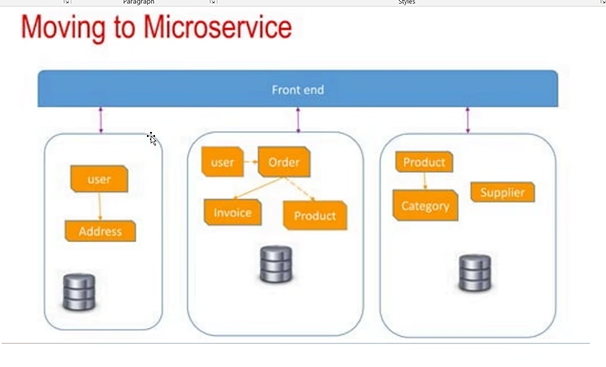 Paragraph
Styles
Moving to Microservice
Front end
user
Address
user
Order
Invoice
Product
Product
Category
Supplier